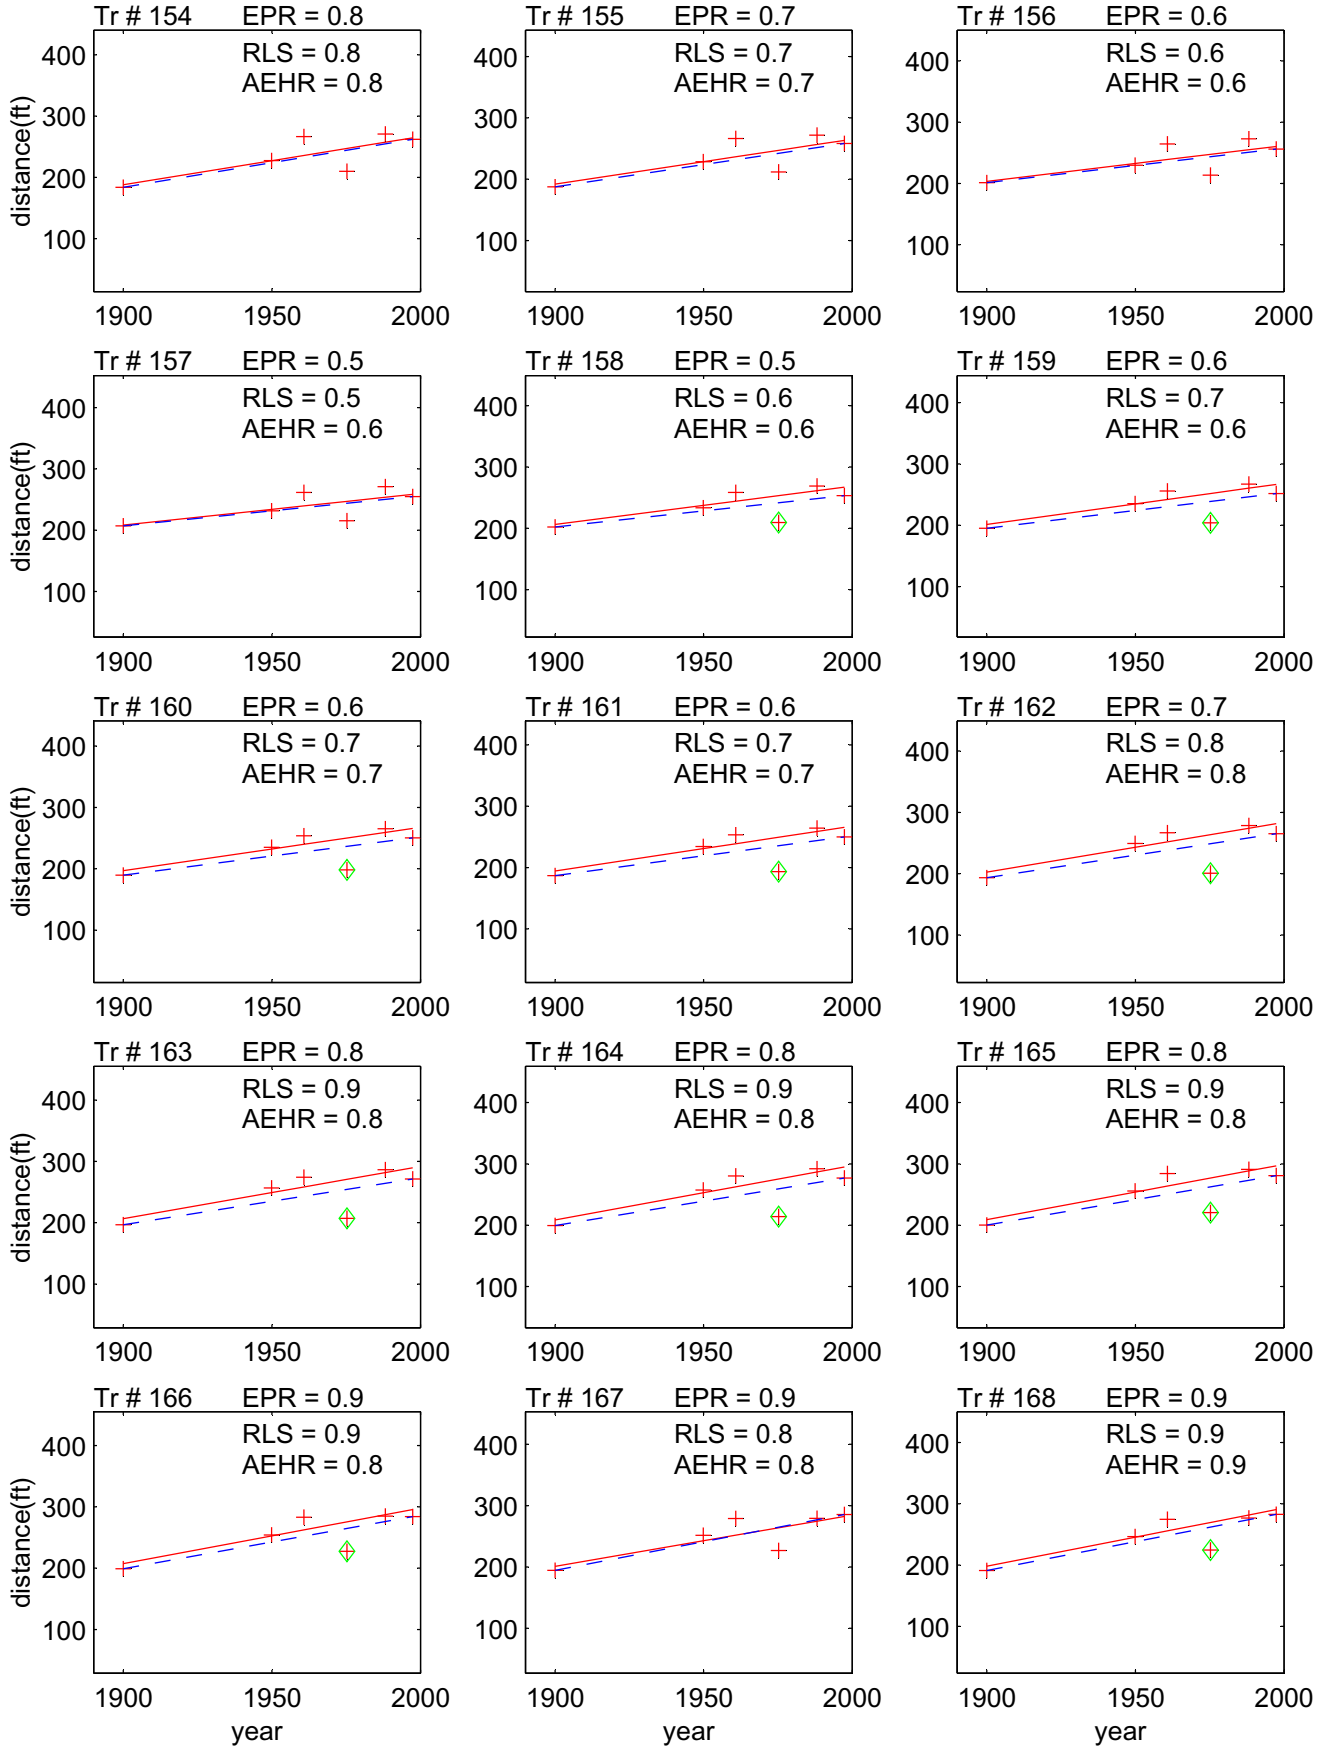 Tr # 154 EPR = 0.8
RLS = 0.8
AEHR = 0.8
400
300
200
100
distance(ft)
1900 1950 2000
Tr # 155 EPR = 0.7
RLS = 0.7
AEHR = 0.7
400
300
200
100
1900 1950 2000
Tr # 156 EPR = 0.6
RLS = 0.6
AEHR = 0.6
400
300
200
100
1900 1950 2000
Tr # 157 EPR = 0.5
RLS = 0.5
AEHR = 0.6
400
300
200
100
distance(ft)
1900 1950 2000
Tr # 158 EPR = 0.5
RLS = 0.6
AEHR = 0.6
400
300
200
100
1900 1950 2000
Tr # 159 EPR = 0.6
RLS = 0.7
AEHR = 0.6
400
300
200
100
1900 1950 2000
Tr # 160 EPR = 0.6
RLS = 0.7
AEHR = 0.7
400
300
200
100
distance(ft)
1900 1950 2000
Tr # 161 EPR = 0.6
RLS = 0.7
AEHR = 0.7
400
300
200
100
1900 1950 2000
Tr # 162 EPR = 0.7
RLS = 0.8
AEHR = 0.8
400
300
200
100
1900 1950 2000
Tr # 163 EPR = 0.8
RLS = 0.9
AEHR = 0.8
400
300
200
100
distance(ft)
1900 1950 2000
Tr # 164 EPR = 0.8
RLS = 0.9
AEHR = 0.8
400
300
200
100
1900 1950 2000
Tr # 165 EPR = 0.8
RLS = 0.9
AEHR = 0.8
400
300
200
100
1900 1950 2000
Tr # 166 EPR = 0.9
RLS = 0.9
AEHR = 0.8
400
300
200
100
distance(ft)
1900 1950 2000
year
Tr # 167 EPR = 0.9
RLS = 0.8
AEHR = 0.8
400
300
200
100
1900 1950 2000
year
Tr # 168 EPR = 0.9
RLS = 0.9
AEHR = 0.9
400
300
200
100
1900 1950 2000
year